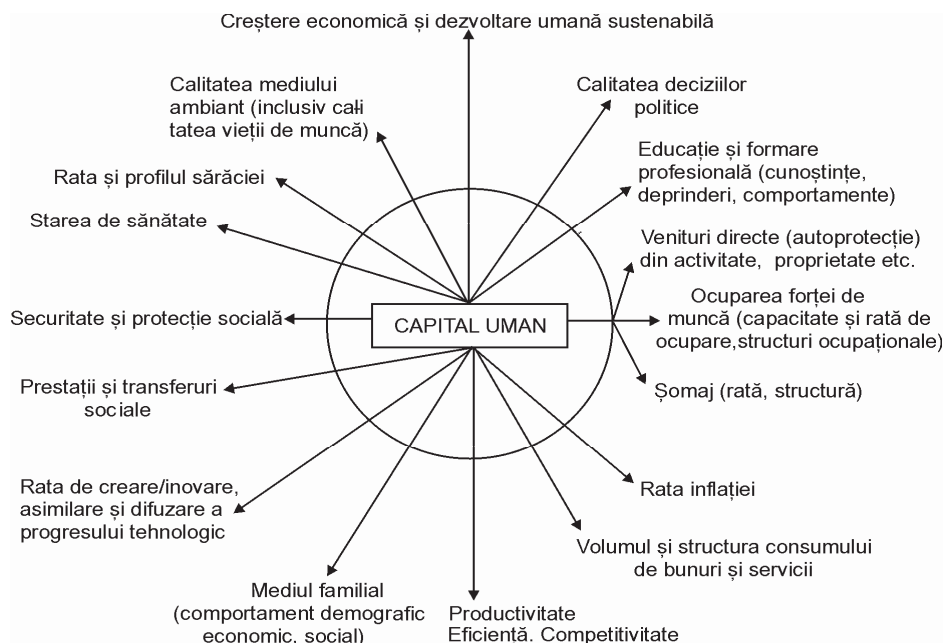 Creștere economică și dezvoltare umană sustenabilă
Calitatea mediului
ambiant (inclusiv cali
tatea vieții de muncă)
Calitatea deciziilor
politice
Educație și formare
profesională (cunoștințe,
deprinderi, comportamente)
Rata și profilul sărăciei
Starea de sănătate
Venituri directe (autoprotecție)
din activitate, proprietate etc.
Securitate și protecție socială
CAPITAL UMAN
Ocuparea forței de
muncă (capacitate și rată de
ocupare,structuri ocupaționale)
Prestații și transferuri
sociale
Șomaj (rată, structură)
Rata de creare/inovare,
asimilare și difuzare a
progresului tehnologic
Rata inflației
Volumul și structura consumului
de bunuri și servicii
Mediul familial
(comportament demografic
economic, social)
Productivitate
Eficiență. Competitivitate